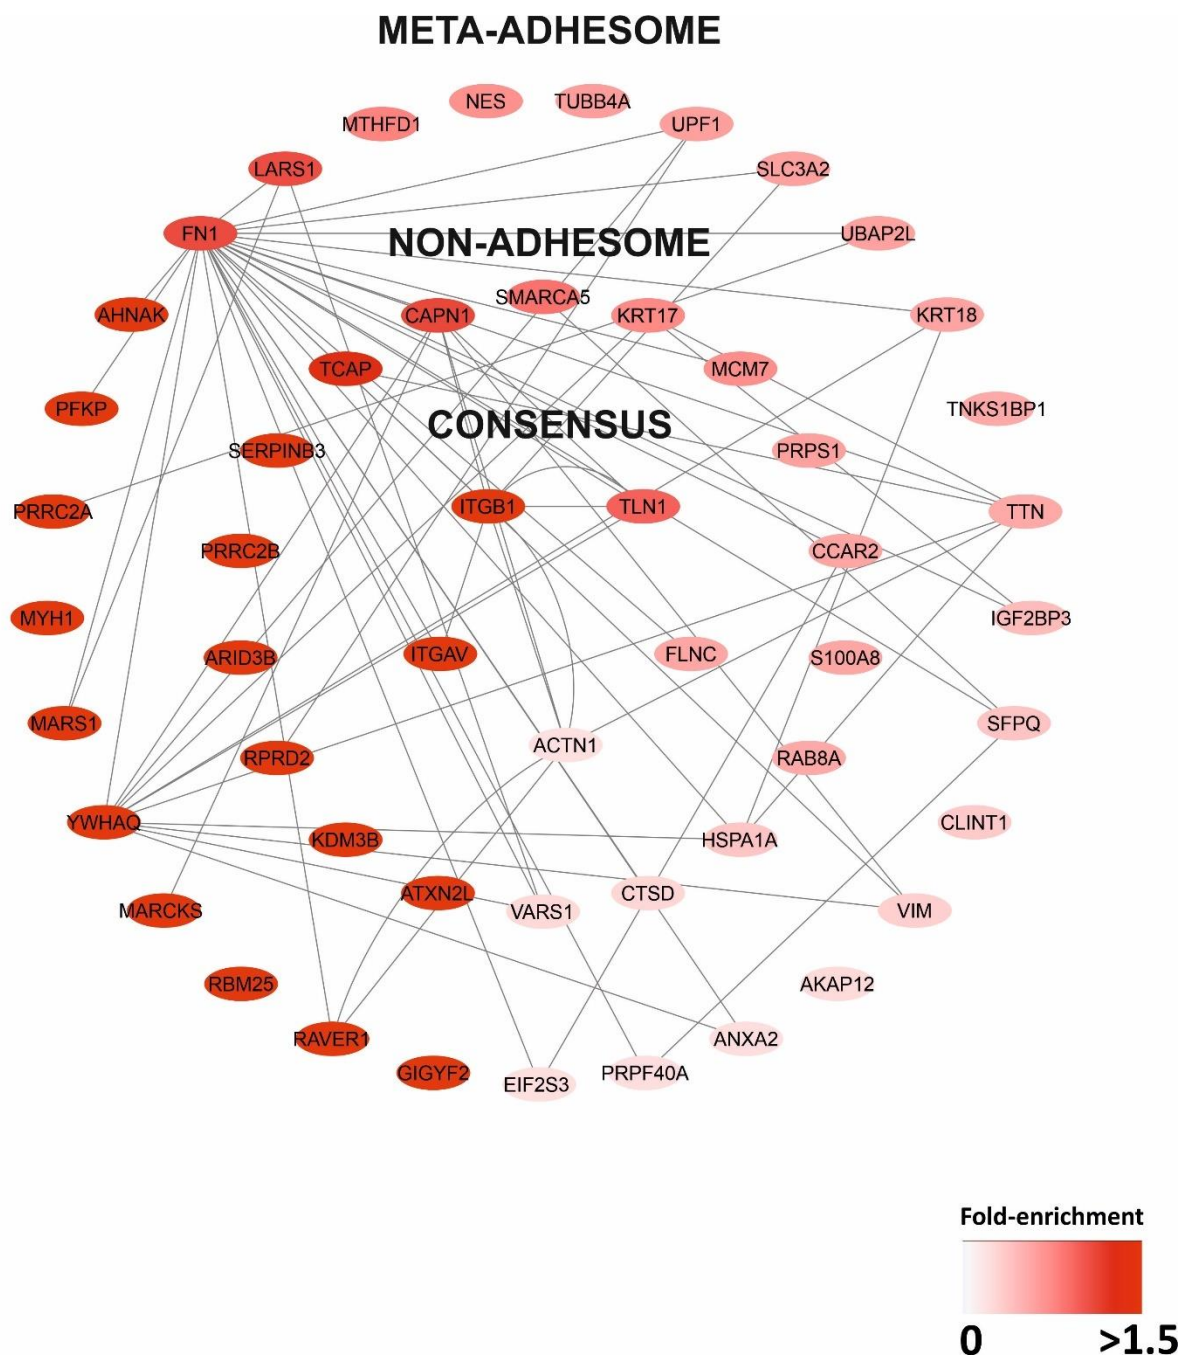 META-ADHESOME
NES
TUBB4A
MTHFD1
UPF1
LARS1
SLC3A2
FN1
UBAP2L
NON-ADHESOME
SMARCA5
AHNAK
CAPN1
KRT17
KRT18
TCAP
MCM7
PFKP
TNKS1BP1
CONSENSUS
SERPINB3
PRPS1
PRRC2A
ITGB1
TLN1
TTN
PRRC2B
CCAR2
MYH1
IGF2BP3
ARID3B
ITGAV
FLNC
S100A8
MARS1
SFPQ
ACTN1
RPRD2
RAB8A
YWHAQ
CLINT1
KDM3B
HSPA1A
ATXN2L
CTSD
MARCKS
VARS1
VIM
RBM25
AKAP12
RAVER1
ANXA2
GIGYF2
EIF2S3
PRPF40A
Fold-enrichment
0 >1.5